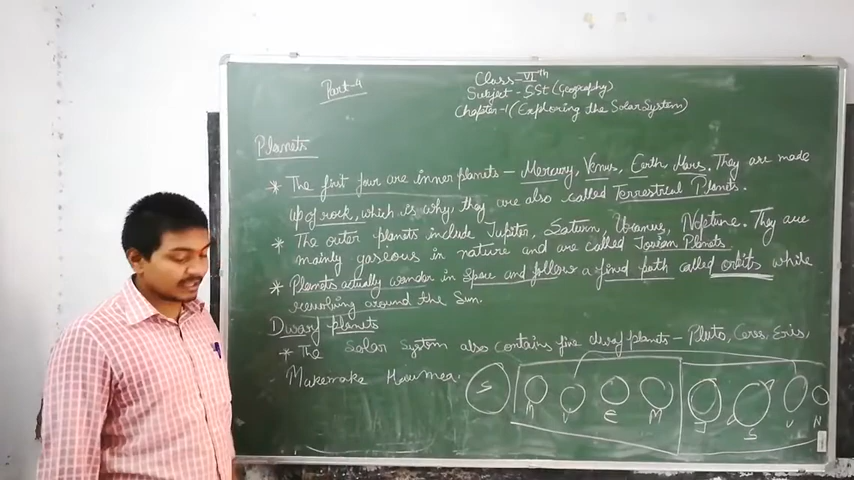 Part-4
Class-VIth
Subject - SSt (Geography)
Chapter-1 (Exploring the Solar System)
Planets
* The first four are inner planets - Mercury, Venus, Earth, Mars. They are made
up of rock, which is why, they are also called Terrestrial Planets.
* The outer planets include Jupiter, Saturn, Uranus, Neptune. They are
mainly gaseous in nature and are called Jovian Planets
* Planets actually wander in space and follows a fixed path called orbits while
revolving around the Sun.
Dwarf planets
* The Solar System also contains five dwarf planets - Pluto, Ceres, Eris,
Makemake Haumea.
S M V E M J S U N